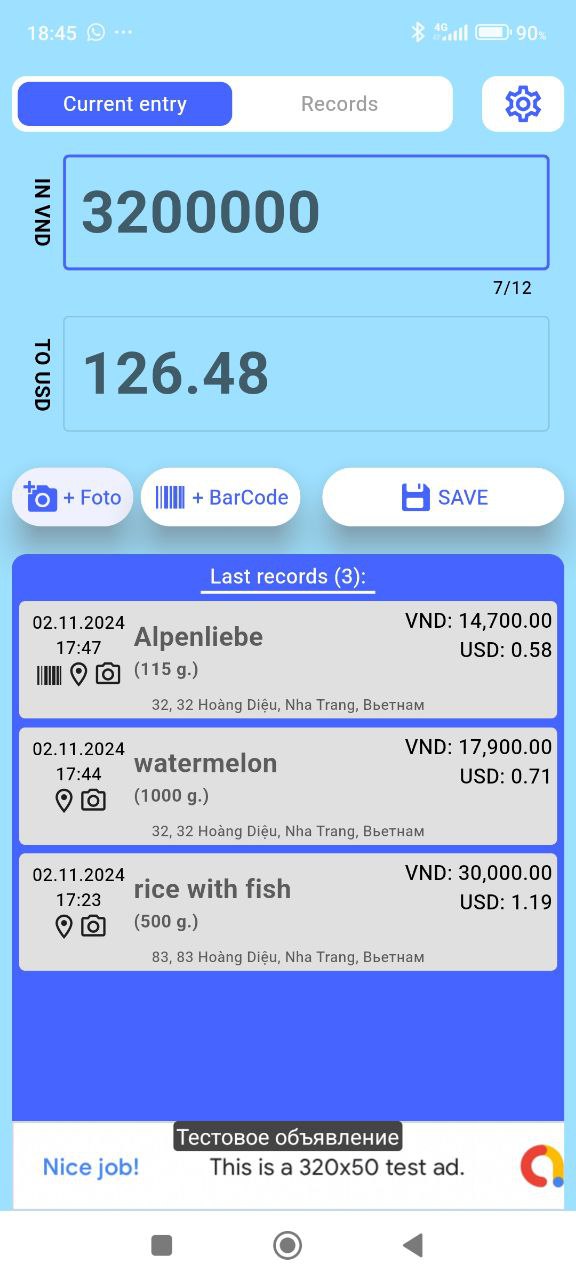 18:45
4G 90%
Current entry Records
IN VND
3200000
7/12
TO USD
126.48
+ Foto
+ BarCode
SAVE
Last records (3):
02.11.2024
17:47
Alpenliebe
(115 g.)
VND: 14,700.00
USD: 0.58
32, 32 Hoàng Diệu, Nha Trang, Вьетнам
02.11.2024
17:44
watermelon
(1000 g.)
VND: 17,900.00
USD: 0.71
32, 32 Hoàng Diệu, Nha Trang, Вьетнам
02.11.2024
17:23
rice with fish
(500 g.)
VND: 30,000.00
USD: 1.19
83, 83 Hoàng Diệu, Nha Trang, Вьетнам
Тестовое объявление
Nice job! This is a 320x50 test ad.